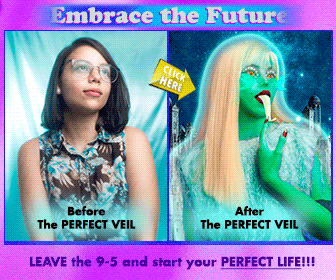 Embrace the Future
CLICK
HERE
Before
The PERFECT VEIL
After
The PERFECT VEIL
LEAVE the 9-5 and start your PERFECT LIFE!!!